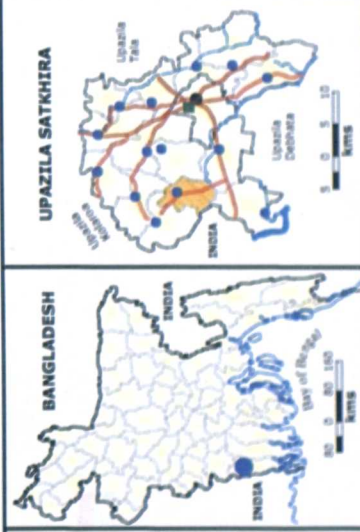 BANGLADESH
INDIA
INDIA
Bay of Bengal
80 0 80 160
kms
UPAZILA SATKHIRA
Upazila
Tala
Upazila
Kalaroa
INDIA
Upazila
Debhata
5 0 5 10
kms